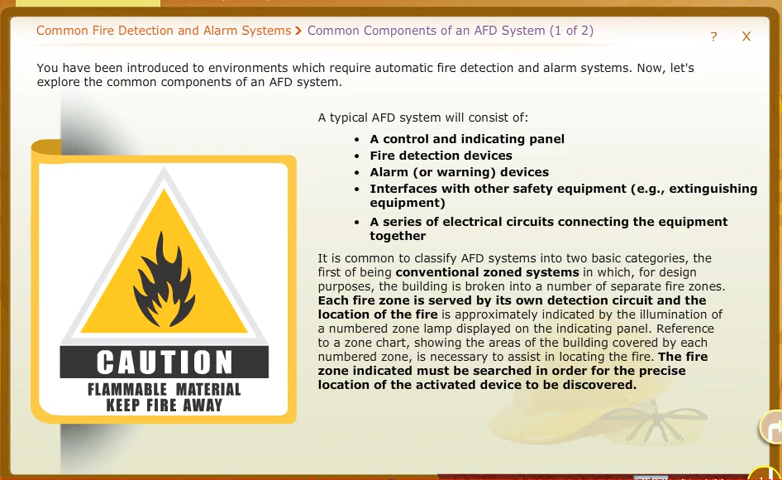 Common Fire Detection and Alarm Systems > Common Components of an AFD System (1 of 2)
? X
You have been introduced to environments which require automatic fire detection and alarm systems. Now, let's
explore the common components of an AFD system.
A typical AFD system will consist of:
• A control and indicating panel
• Fire detection devices
• Alarm (or warning) devices
• Interfaces with other safety equipment (e.g., extinguishing
equipment)
• A series of electrical circuits connecting the equipment
together
It is common to classify AFD systems into two basic categories, the
first of being conventional zoned systems in which, for design
purposes, the building is broken into a number of separate fire zones.
Each fire zone is served by its own detection circuit and the
location of the fire is approximately indicated by the illumination of
a numbered zone lamp displayed on the indicating panel. Reference
to a zone chart, showing the areas of the building covered by each
numbered zone, is necessary to assist in locating the fire. The fire
zone indicated must be searched in order for the precise
location of the activated device to be discovered.
CAUTION
FLAMMABLE MATERIAL
KEEP FIRE AWAY